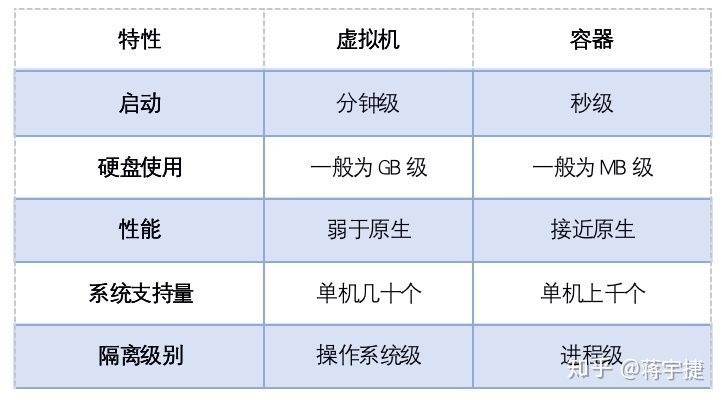 特性 虚拟机 容器
启动 分钟级 秒级
硬盘使用 一般为 GB 级 一般为 MB 级
性能 弱于原生 接近原生
系统支持量 单机几十个 单机上千个
隔离级别 操作系统级 进程级
知乎 @蒋宇捷